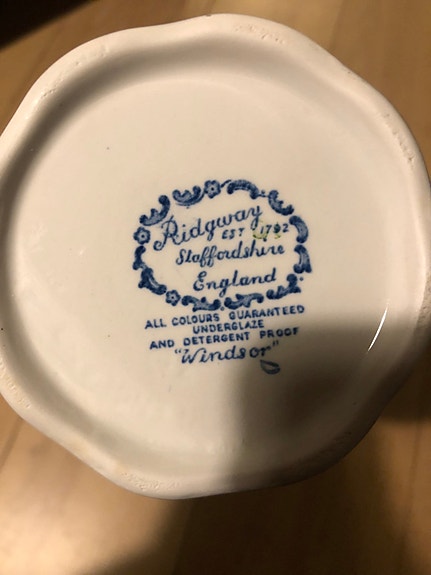 Ridgway
EST 1792
Staffordshire
England
ALL COLOURS GUARANTEED
UNDERGLAZE
AND DETERGENT PROOF
"Windsor"